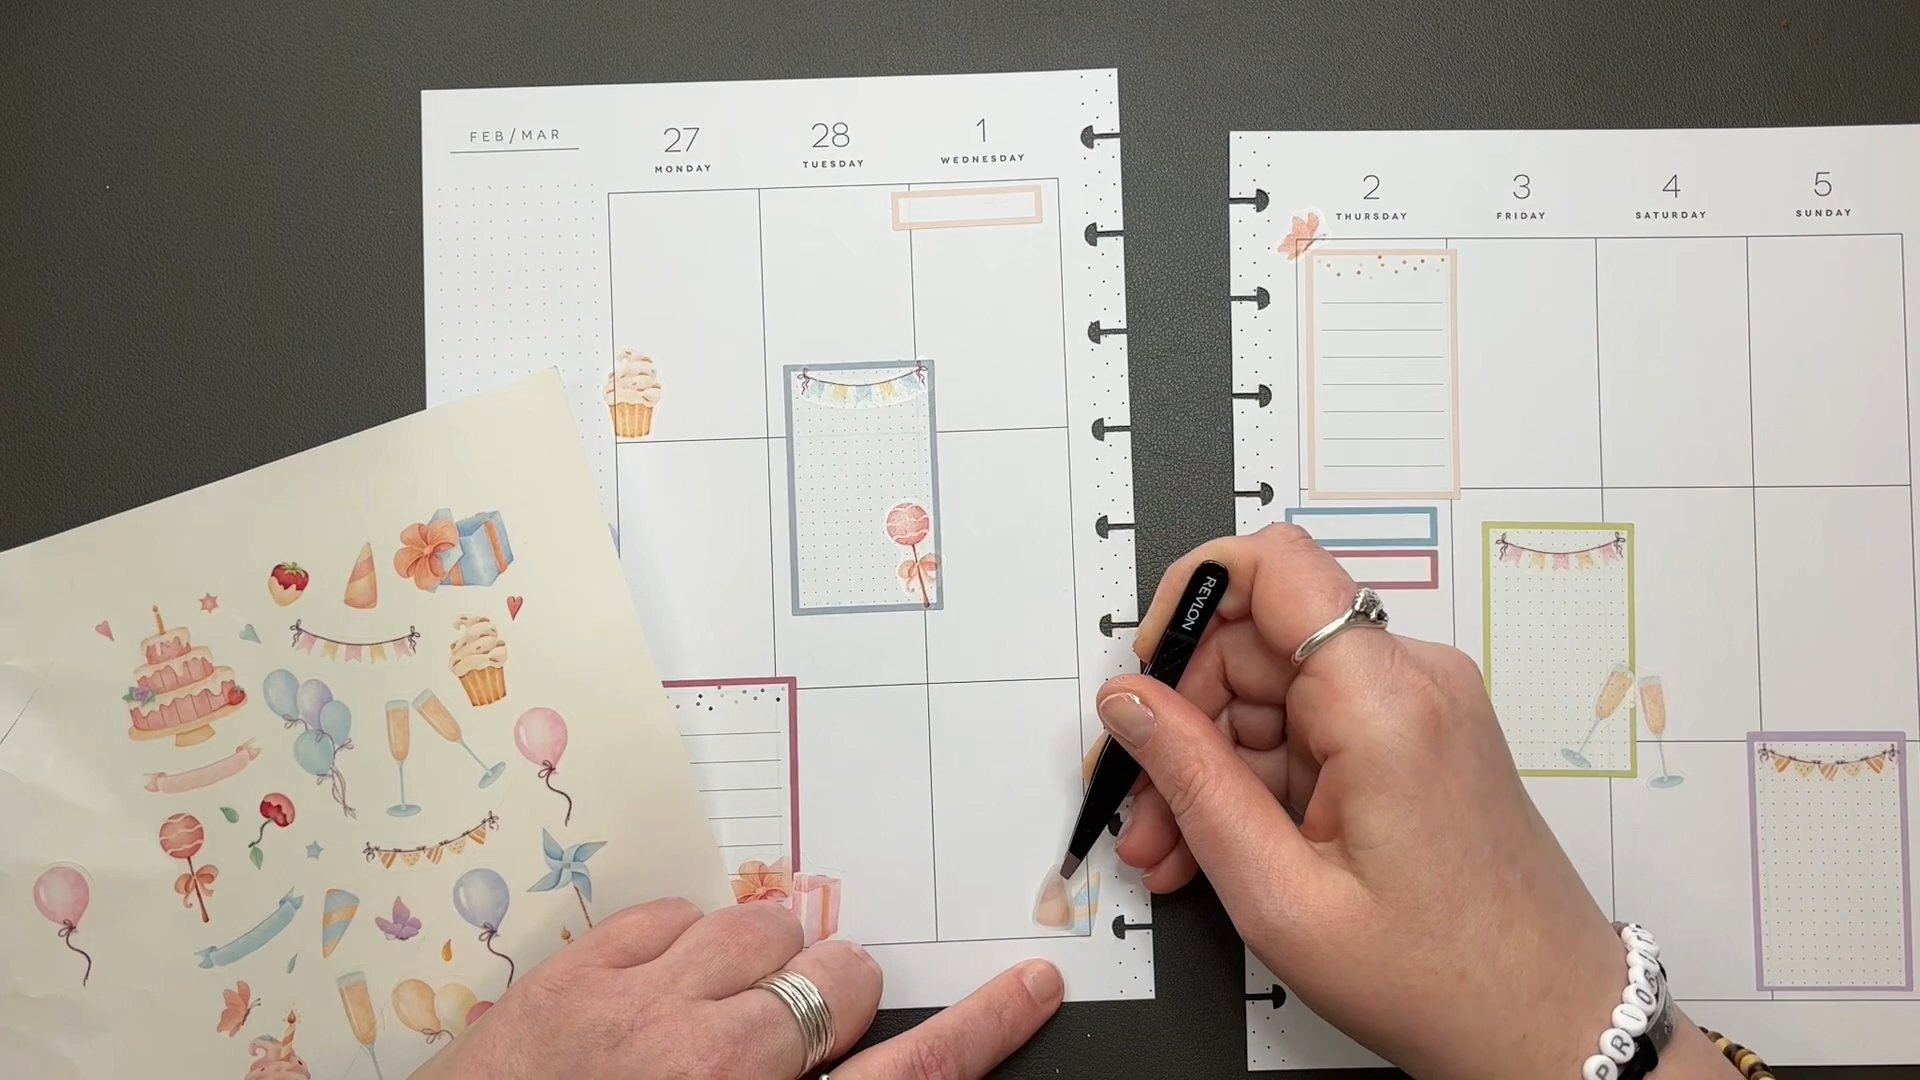 FEB/MAR
27
MONDAY
28
TUESDAY
1
WEDNESDAY
2
THURSDAY
3
FRIDAY
4
SATURDAY
5
SUNDAY
REVLON